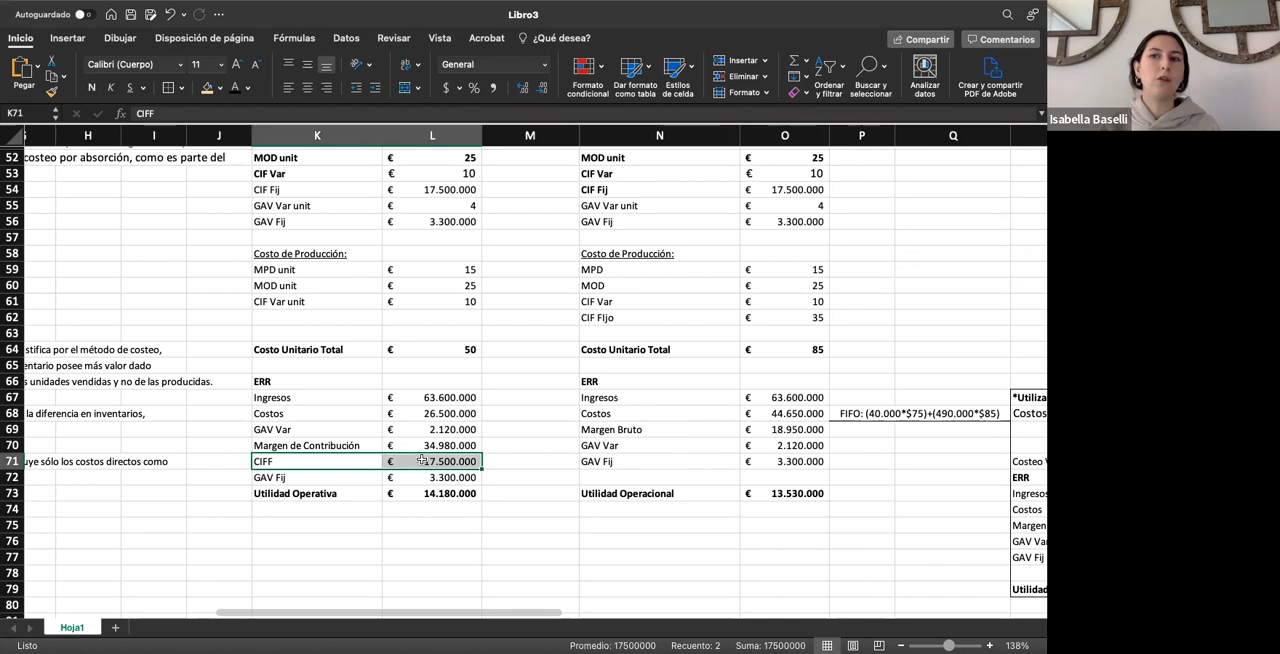 Autoguardado
Libro3
Inicio Insertar Dibujar Disposición de página Fórmulas Datos Revisar Vista Acrobat ¿Qué desea? Compartir Comentarios
Pegar
Calibri (Cuerpo) 11
N K S
General
$ %
Formato condicional
Dar formato como tabla
Estilos de celda
Insertar
Eliminar
Formato
Ordenar y filtrar
Buscar y seleccionar
Analizar datos
Crear y compartir PDF de Adobe
Isabella Baselli
K71 fx CIFF
H I J K L M N O P Q
52 costeo por absorción, como es parte del MOD unit € 25 MOD unit € 25
53 CIF Var € 10 CIF Var € 10
54 CIF Fij € 17.500.000 CIF Fij € 17.500.000
55 GAV Var unit € 4 GAV Var unit € 4
56 GAV Fij € 3.300.000 GAV Fij € 3.300.000
57
58 Costo de Producción: Costo de Producción:
59 MPD unit € 15 MPD € 15
60 MOD unit € 25 MOD € 25
61 CIF Var unit € 10 CIF Var € 10
62 CIF FIjo € 35
63
64 stifica por el método de costeo, Costo Unitario Total € 50 Costo Unitario Total € 85
65 entario posee más valor dado
66 s unidades vendidas y no de las producidas. ERR ERR
67 Ingresos € 63.600.000 Ingresos € 63.600.000 *Utiliza
68 la diferencia en inventarios, Costos € 26.500.000 Costos € 44.650.000 FIFO: (40.000*$75)+(490.000*$85) Costos
69 GAV Var € 2.120.000 Margen Bruto € 18.950.000
70 Margen de Contribución € 34.980.000 GAV Var € 2.120.000
71 uye sólo los costos directos como CIFF € 17.500.000 GAV Fij € 3.300.000 Costeo V
72 GAV Fij € 3.300.000 ERR
73 Utilidad Operativa € 14.180.000 Utilidad Operacional € 13.530.000 Ingresos
74 Costos
75 Margen
76 GAV Var
77 GAV Fij
78
79 Utilidad
80
Hoja1 +
Listo Promedio: 17500000 Recuento: 2 Suma: 17500000 138%